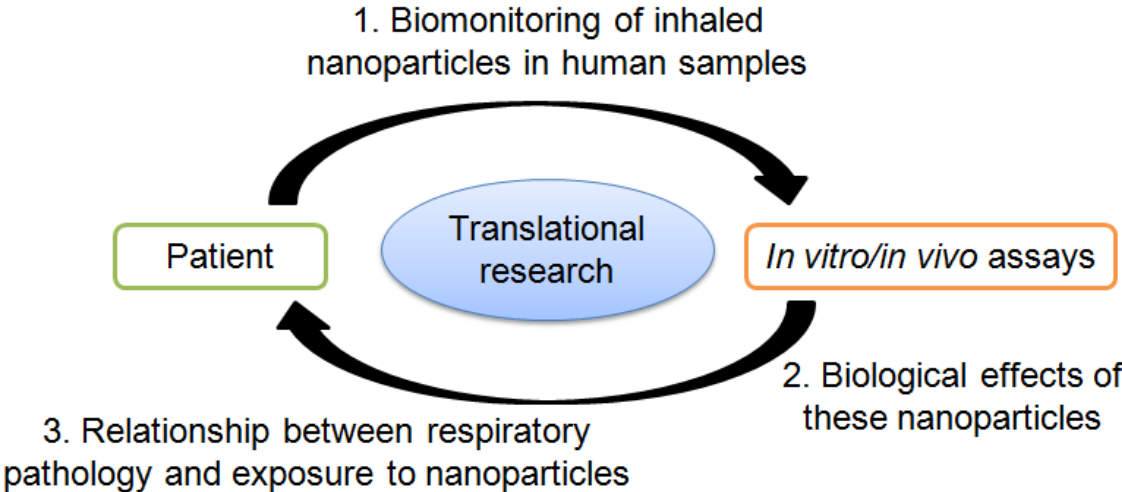 1. Biomonitoring of inhaled
nanoparticles in human samples
Patient
Translational
research
In vitro/in vivo assays
2. Biological effects of
these nanoparticles
3. Relationship between respiratory
pathology and exposure to nanoparticles